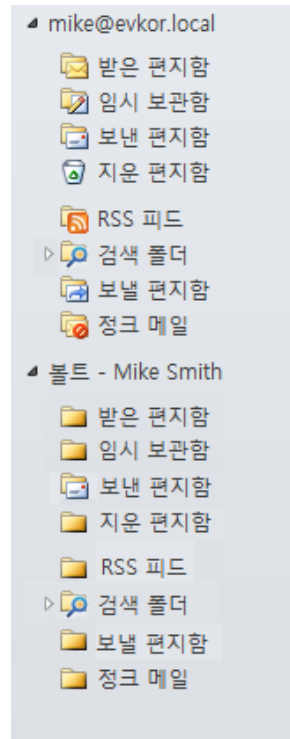 mike@evkor.local
받은 편지함
임시 보관함
보낸 편지함
지운 편지함
RSS 피드
검색 폴더
보낼 편지함
정크 메일
볼트 - Mike Smith
받은 편지함
임시 보관함
보낸 편지함
지운 편지함
RSS 피드
검색 폴더
보낼 편지함
정크 메일